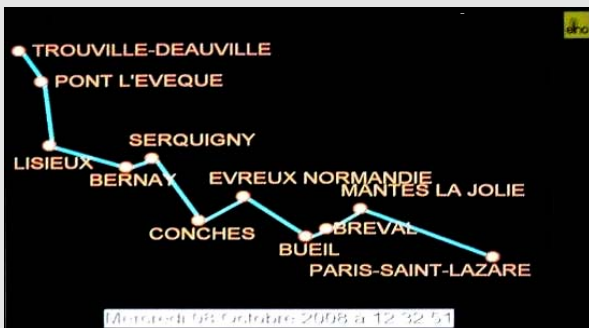 TROUVILLE-DEAUVILLE
PONT L'EVEQUE
SERQUIGNY
LISIEUX
BERNAY
EVREUX NORMANDIE
MANTES LA JOLIE
CONCHES
BREVAL
BUEIL
PARIS-SAINT-LAZARE
Mercredi 08 Octobre 2008 à 12:32:51